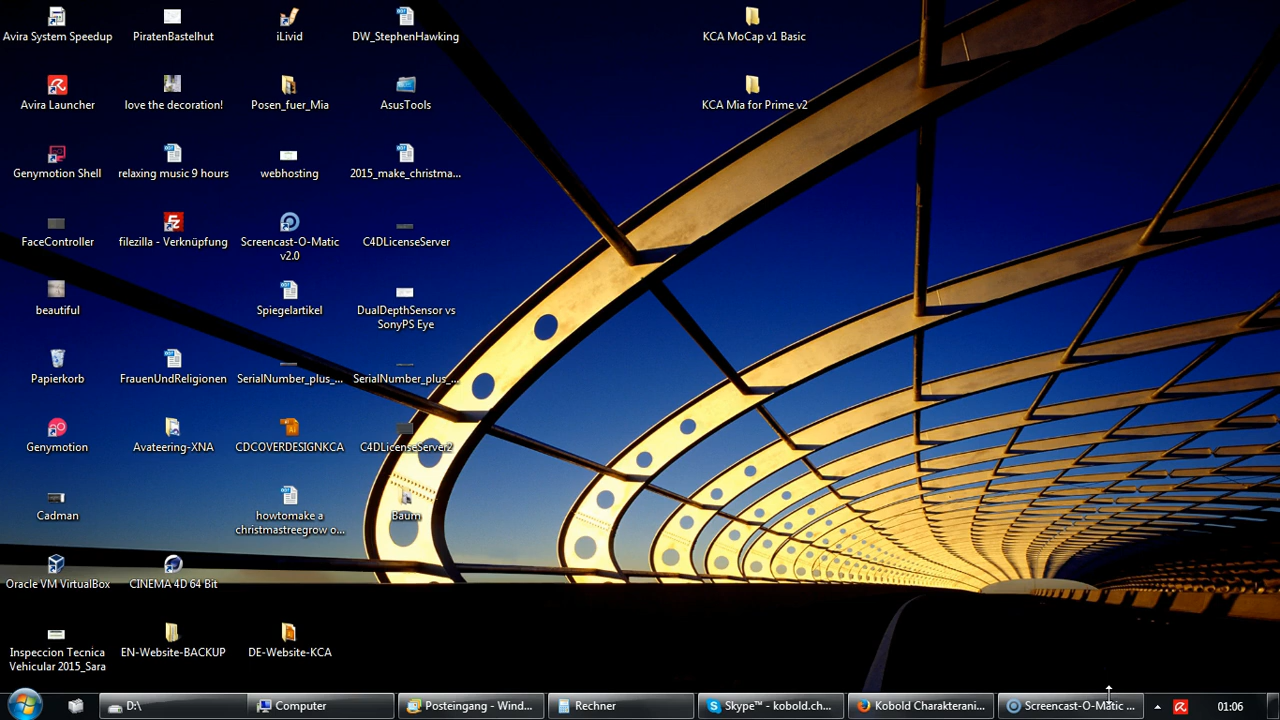 Avira System Speedup
PiratenBastelhut
iLivid
DW_StephenHawking
KCA MoCap v1 Basic
Avira Launcher
love the decoration!
Posen_fuer_Mia
AsusTools
KCA Mia for Prime v2
Genymotion Shell
relaxing music 9 hours
webhosting
2015_make_christma...
FaceController
filezilla - Verknüpfung
Screencast-O-Matic
v2.0
C4DLicenseServer
beautiful
Spiegelartikel
DualDepthSensor vs
SonyPS Eye
Papierkorb
FrauenUndReligionen
SerialNumber_plus_...
SerialNumber_plus_...
Genymotion
Avateering-XNA
CDCOVERDESIGNKCA
C4DLicenseServer2
Cadman
howtomake a
christmastreegrow o...
Baum
Oracle VM VirtualBox
CINEMA 4D 64 Bit
Inspeccion Tecnica
Vehicular 2015_Sara
EN-Website-BACKUP
DE-Website-KCA
D:\
Computer
Posteingang - Wind...
Rechner
Skype™ - kobold.ch...
Kobold Charakterani...
Screencast-O-Matic ...
01:06